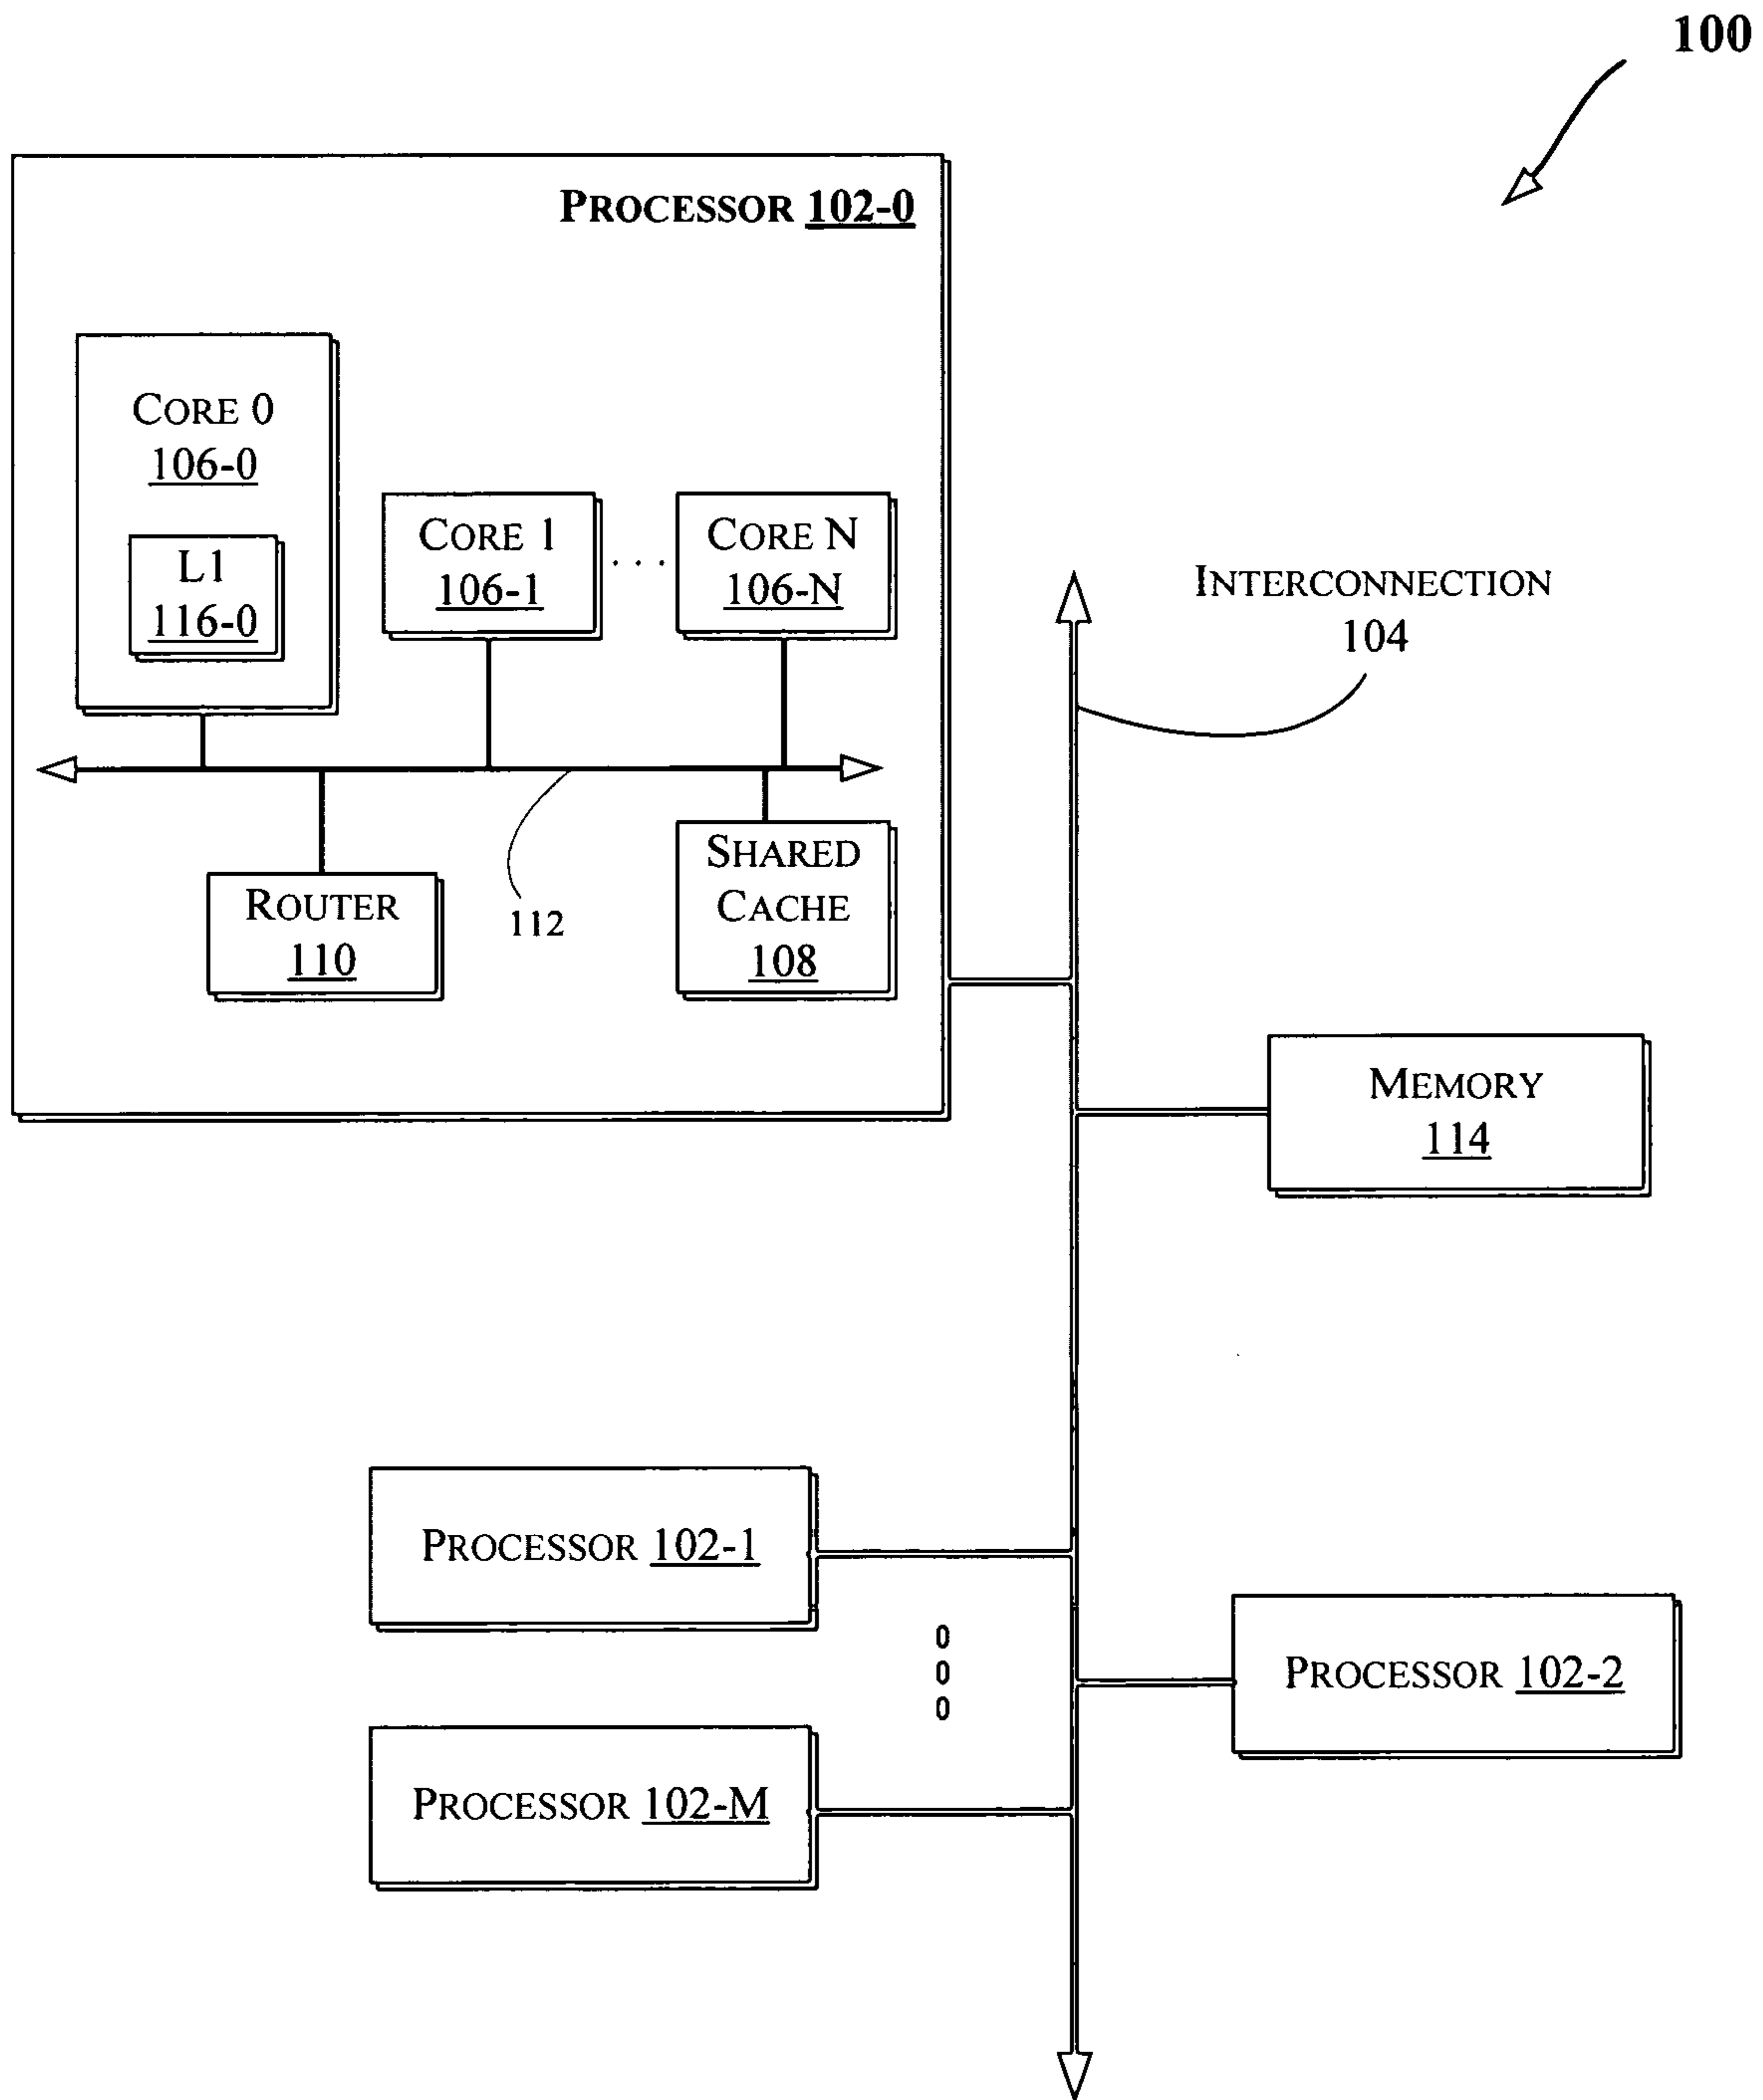 100
PROCESSOR 102-0
CORE 0
106-0
L1
116-0
CORE 1
106-1
. . .
CORE N
106-N
112
ROUTER
110
SHARED
CACHE
108
INTERCONNECTION
104
MEMORY
114
PROCESSOR 102-1
PROCESSOR 102-2
PROCESSOR 102-M